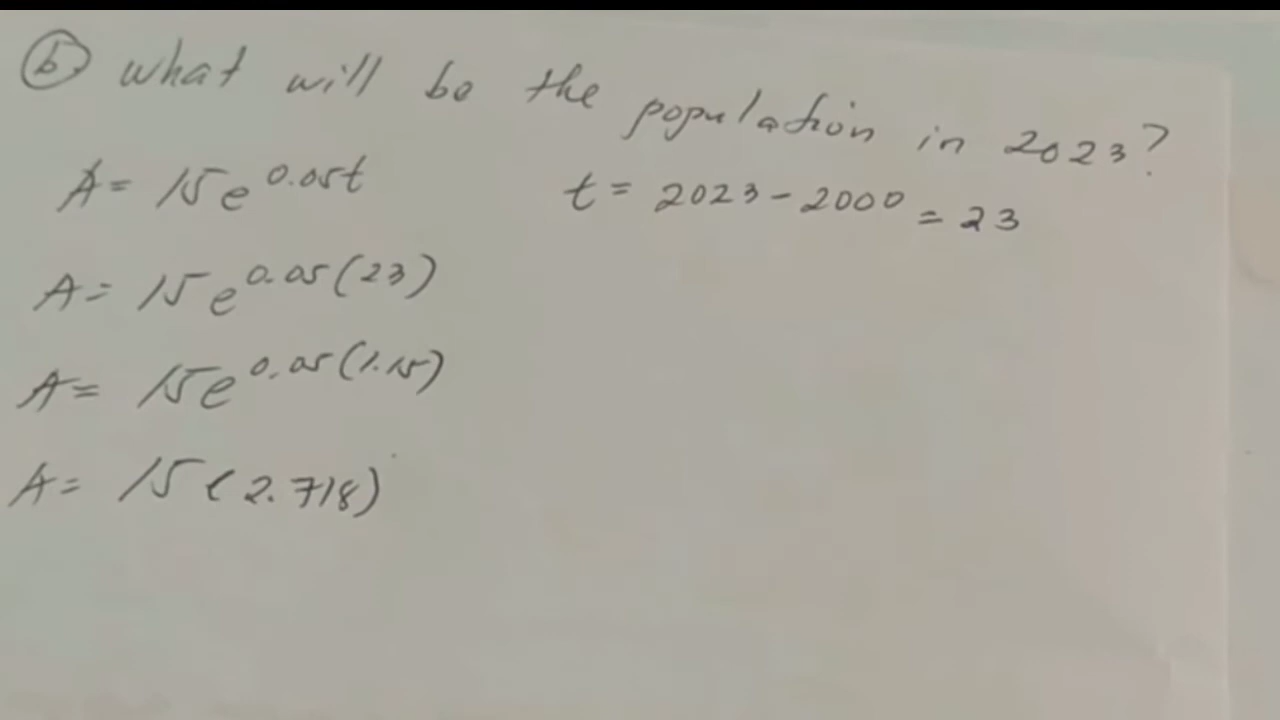 ⓑ what will be the population in 2023?
A = 15e^0.05t t = 2023 - 2000 = 23
A = 15e^0.05(23)
A = 15e^0.05(1.15)
A = 15(2.718)